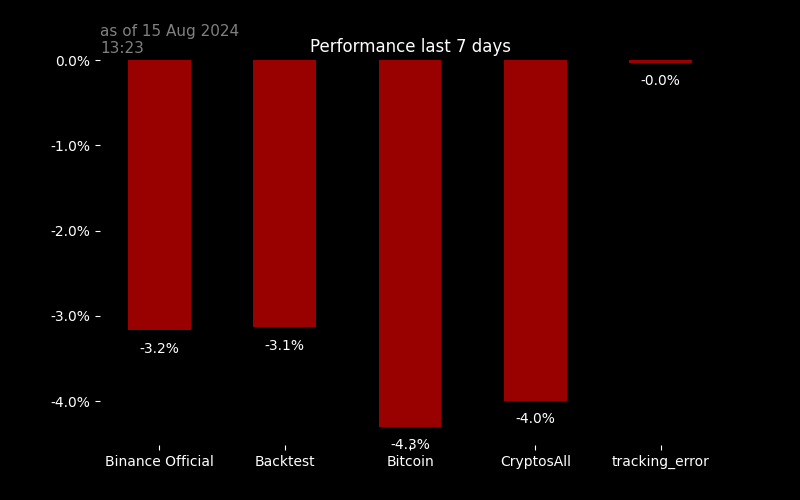 as of 15 Aug 2024
13:23
Performance last 7 days
0.0%
-1.0%
-2.0%
-3.0%
-4.0%
-3.2%
-3.1%
-4.3%
-4.0%
-0.0%
Binance Official
Backtest
Bitcoin
CryptosAll
tracking_error